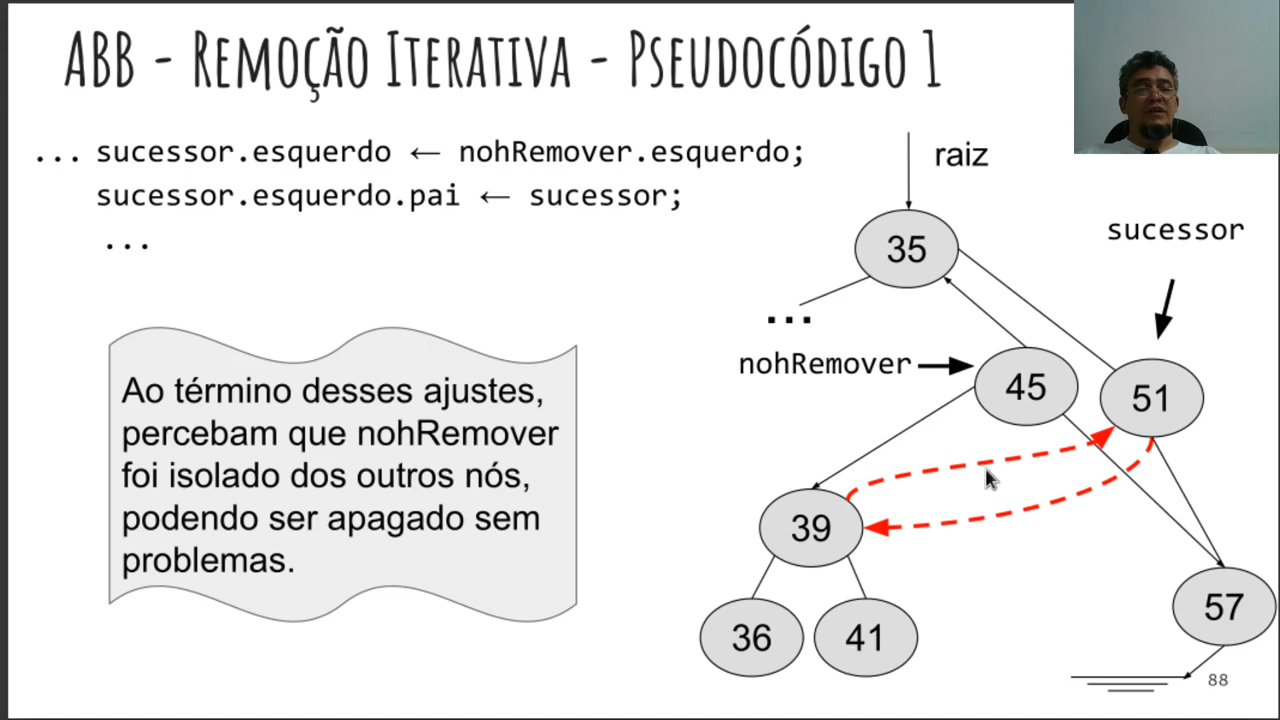 ABB - Remoção Iterativa - Pseudocódigo 1
... sucessor.esquerdo ← nohRemover.esquerdo;
sucessor.esquerdo.pai ← sucessor;
...
raiz
sucessor
35
...
nohRemover
45
51
Ao término desses ajustes,
percebam que nohRemover
foi isolado dos outros nós,
podendo ser apagado sem
problemas.
39
57
36
41
88